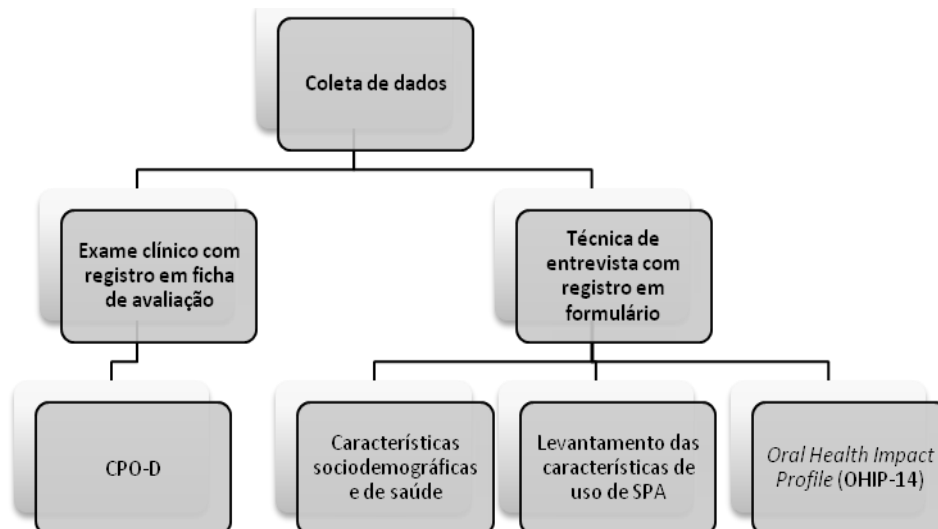 Coleta de dados
Exame clínico com
registro em ficha
de avaliação
Técnica de
entrevista com
registro em
formulário
CPO-D
Características
sociodemográficas
e de saúde
Levantamento das
características de
uso de SPA
Oral Health Impact
Profile (OHIP-14)